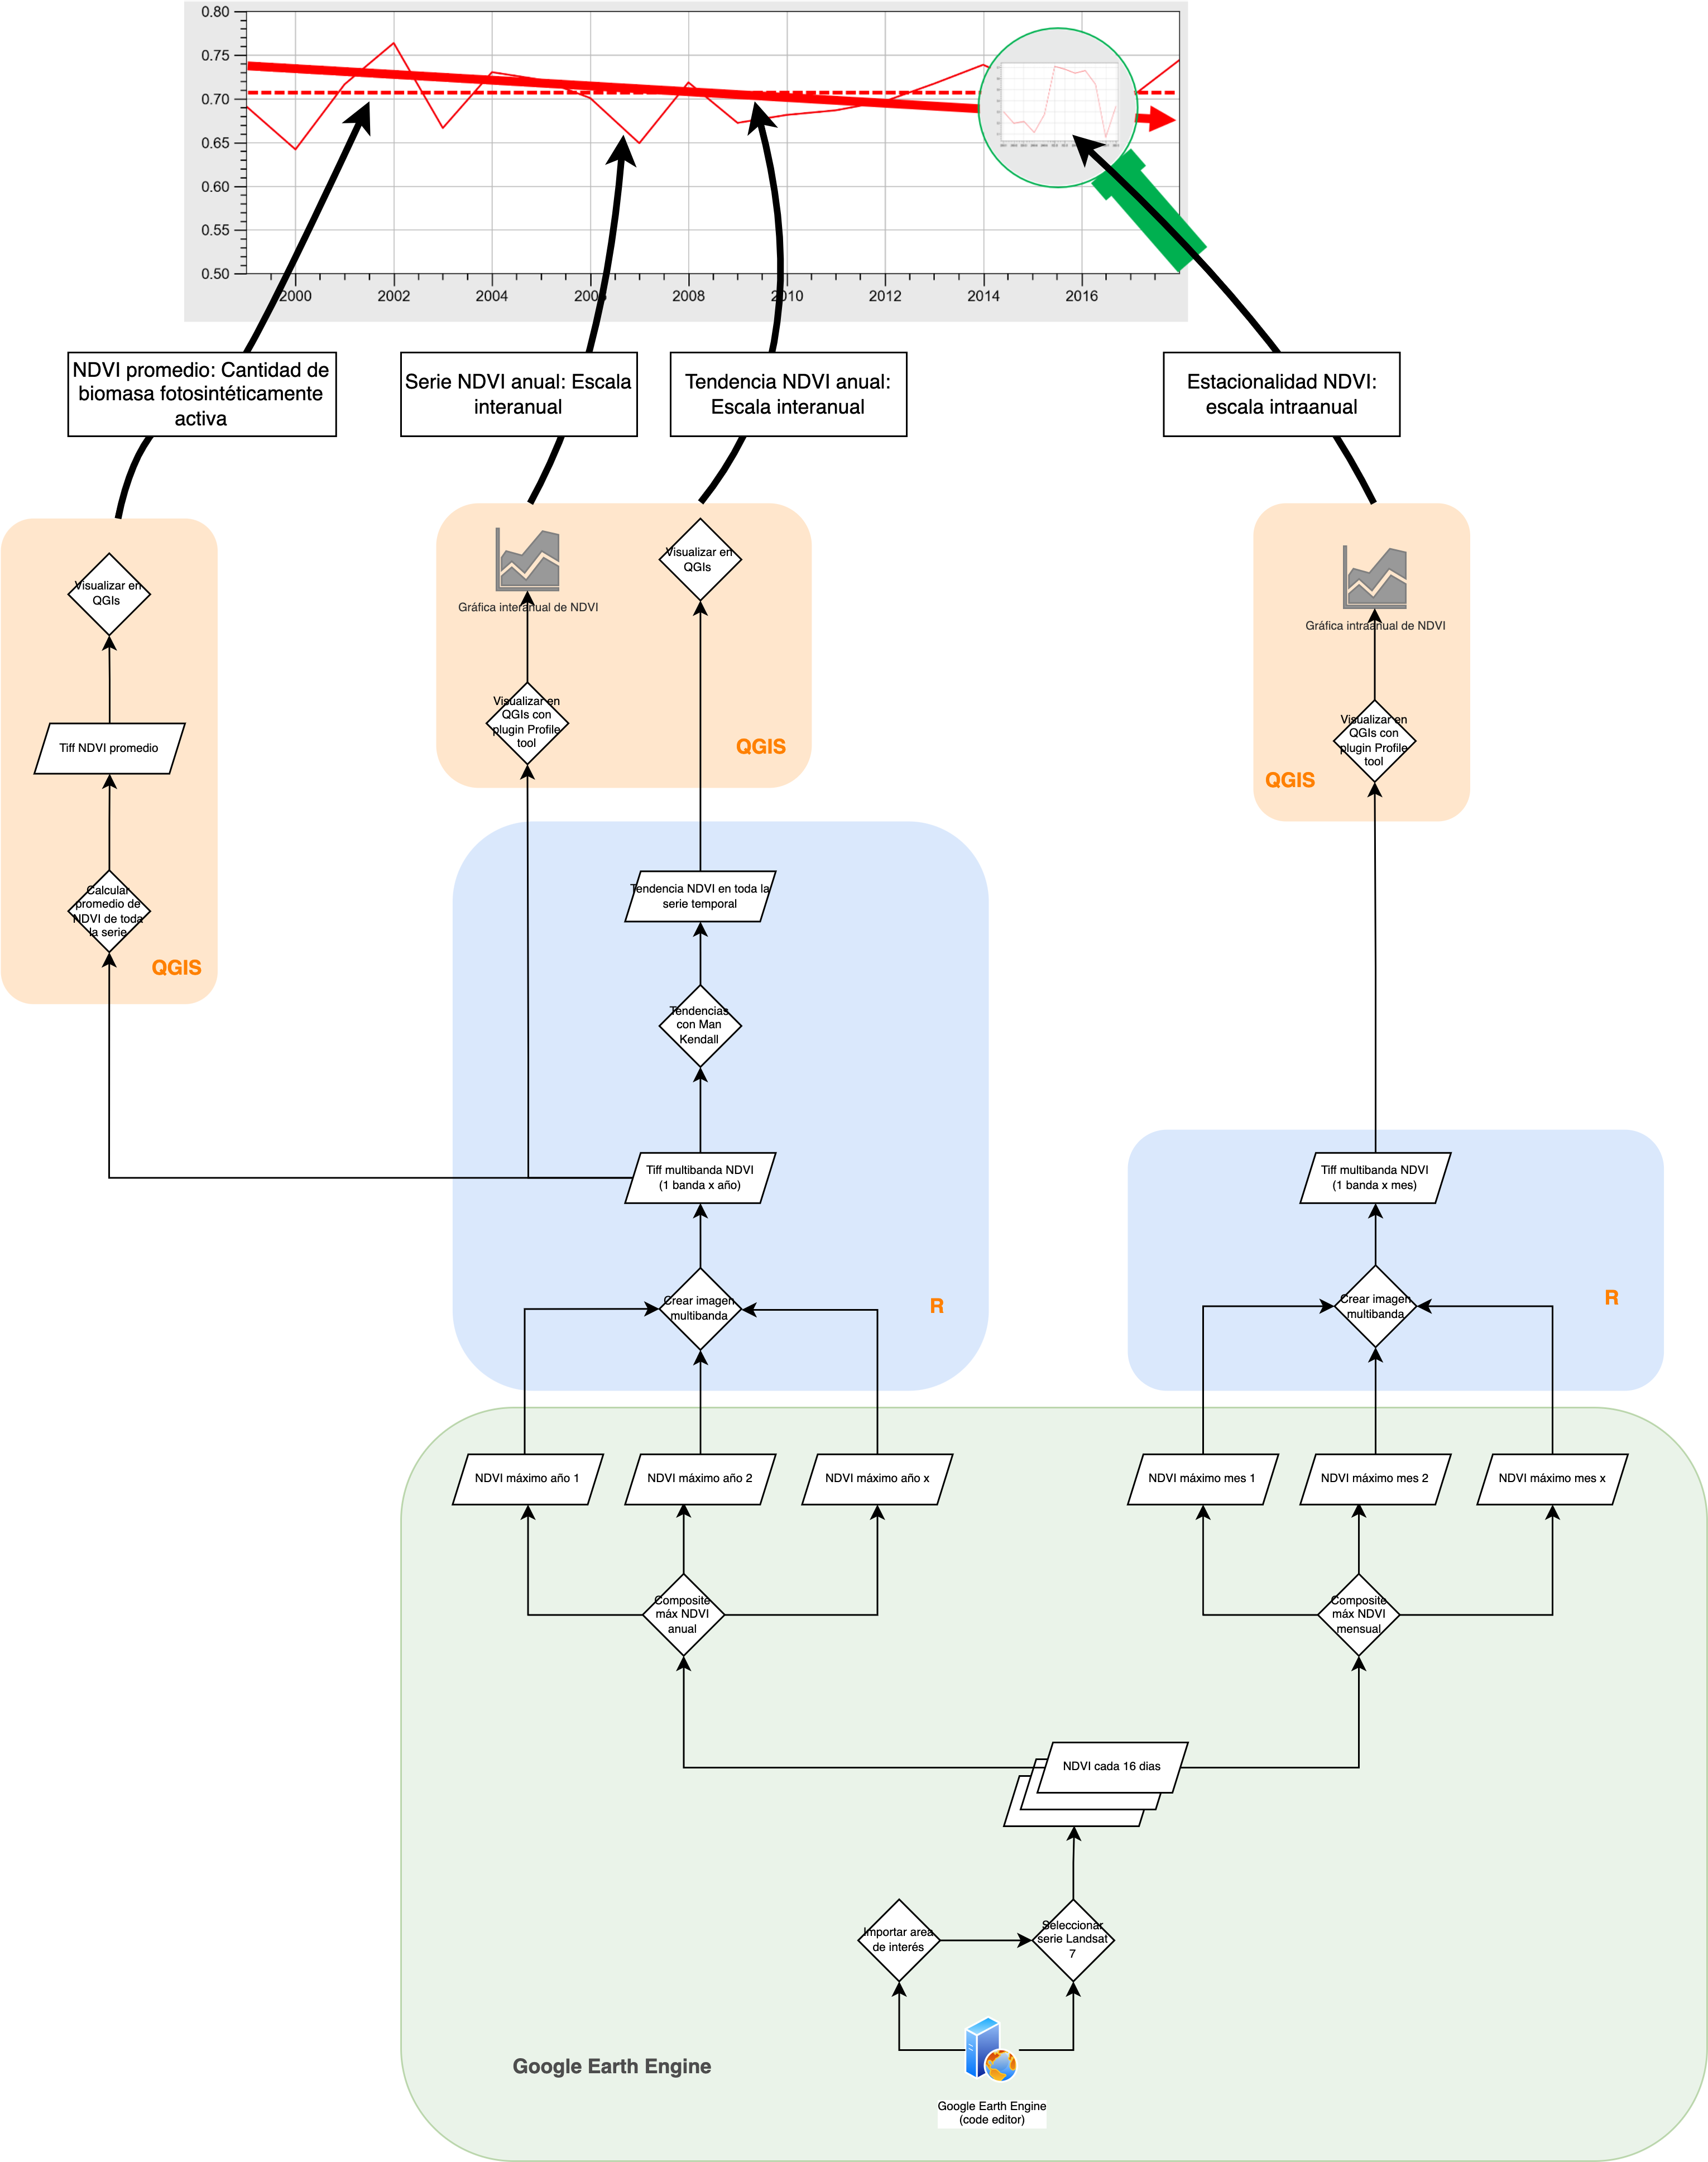 0.80
0.75
0.70
0.65
0.60
0.55
0.50
2000
2002
2004
2006
2008
2010
2012
2014
2016
NDVI promedio: Cantidad de
biomasa fotosintéticamente
activa
Serie NDVI anual: Escala
interanual
Tendencia NDVI anual:
Escala interanual
Estacionalidad NDVI:
escala intraanual
Visualizar en
QGIs
Tiff NDVI promedio
Calcular
promedio de
NDVI de toda
la serie
QGIS
Gráfica interanual de NDVI
Visualizar en
QGIs con
plugin Profile
tool
Visualizar en
QGIs
QGIS
Gráfica intraanual de NDVI
Visualizar en
QGIs con
plugin Profile
tool
QGIS
Tendencia NDVI en toda la
serie temporal
Tendencias
con Man
Kendall
Tiff multibanda NDVI
(1 banda x año)
Crear imagen
multibanda
R
Tiff multibanda NDVI
(1 banda x mes)
Crear imagen
multibanda
R
NDVI máximo año 1
NDVI máximo año 2
NDVI máximo año x
NDVI máximo mes 1
NDVI máximo mes 2
NDVI máximo mes x
Composite
máx NDVI
anual
Composite
máx NDVI
mensual
NDVI cada 16 dias
Importar area
de interés
Seleccionar
serie Landsat
7
Google Earth Engine
Google Earth Engine
(code editor)